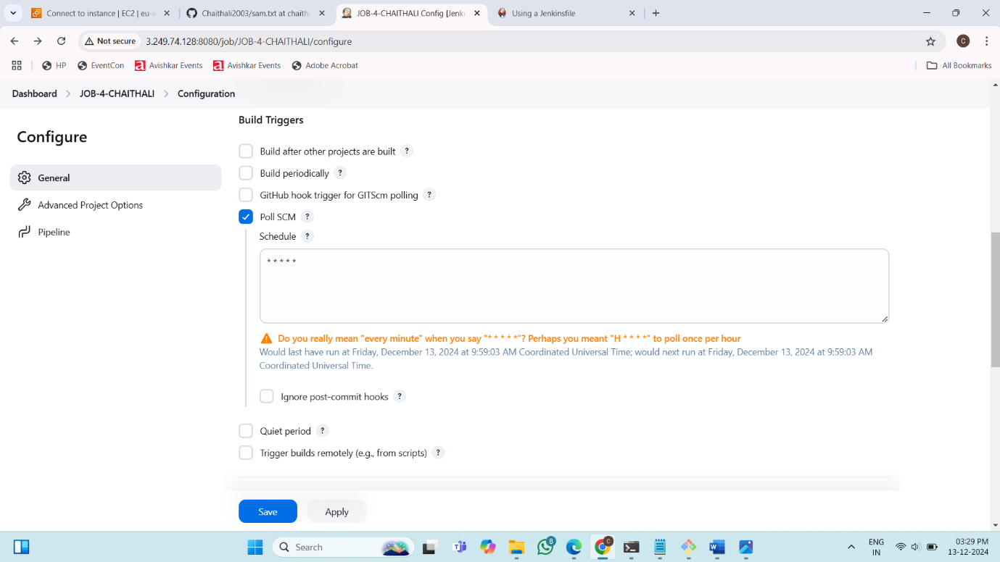 Connect to instance | EC2 | eu-w
Chaithali2003/sam.txt at chaithu
JOB-4-CHAITHALI Config [Jenki
Using a Jenkinsfile
Not secure
3.249.74.128:8080/job/JOB-4-CHAITHALI/configure
C
HP
EventCon
Avishkar Events
Avishkar Events
Adobe Acrobat
All Bookmarks
Dashboard > JOB-4-CHAITHALI > Configuration
Configure
General
Advanced Project Options
Pipeline
Build Triggers
Build after other projects are built ?
Build periodically ?
GitHub hook trigger for GITScm polling ?
Poll SCM ?
Schedule ?
* * * * *
Do you really mean "every minute" when you say "* * * * *"? Perhaps you meant "H * * * *" to poll once per hour
Would last have run at Friday, December 13, 2024 at 9:59:03 AM Coordinated Universal Time; would next run at Friday, December 13, 2024 at 9:59:03 AM
Coordinated Universal Time.
Ignore post-commit hooks ?
Quiet period ?
Trigger builds remotely (e.g., from scripts) ?
Save
Apply
Search
8
C
ENG
IN
03:29 PM
13-12-2024